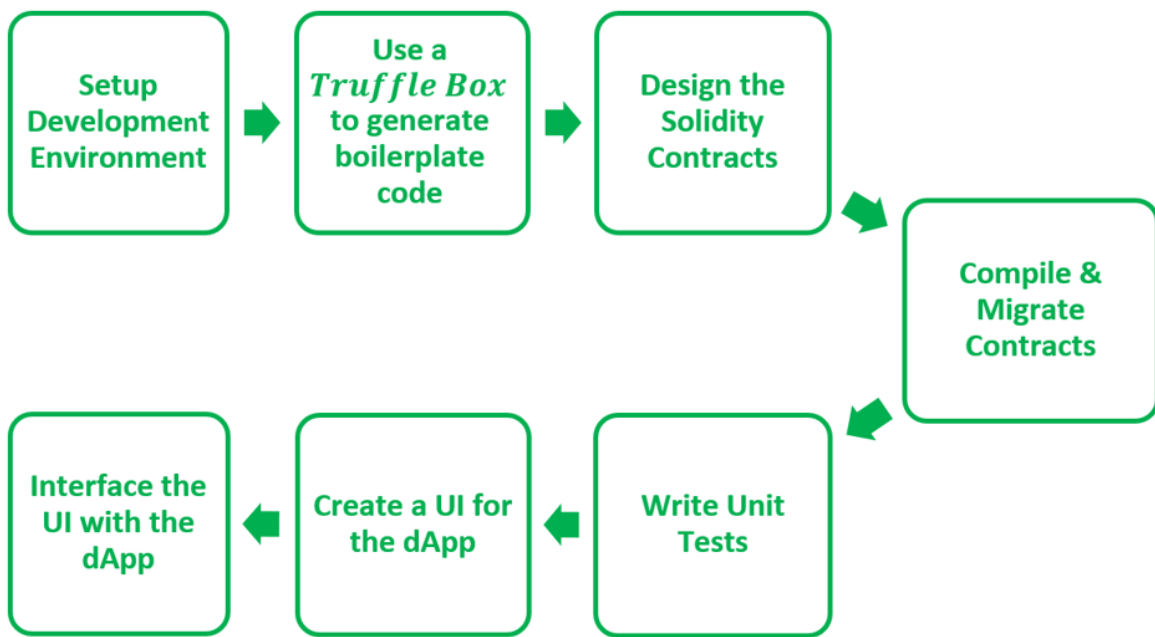 Setup
Development
Environment
Use a
Truffle Box
to generate
boilerplate
code
Design the
Solidity
Contracts
Compile &
Migrate
Contracts
Write Unit
Tests
Create a UI for
the dApp
Interface the
UI with the
dApp